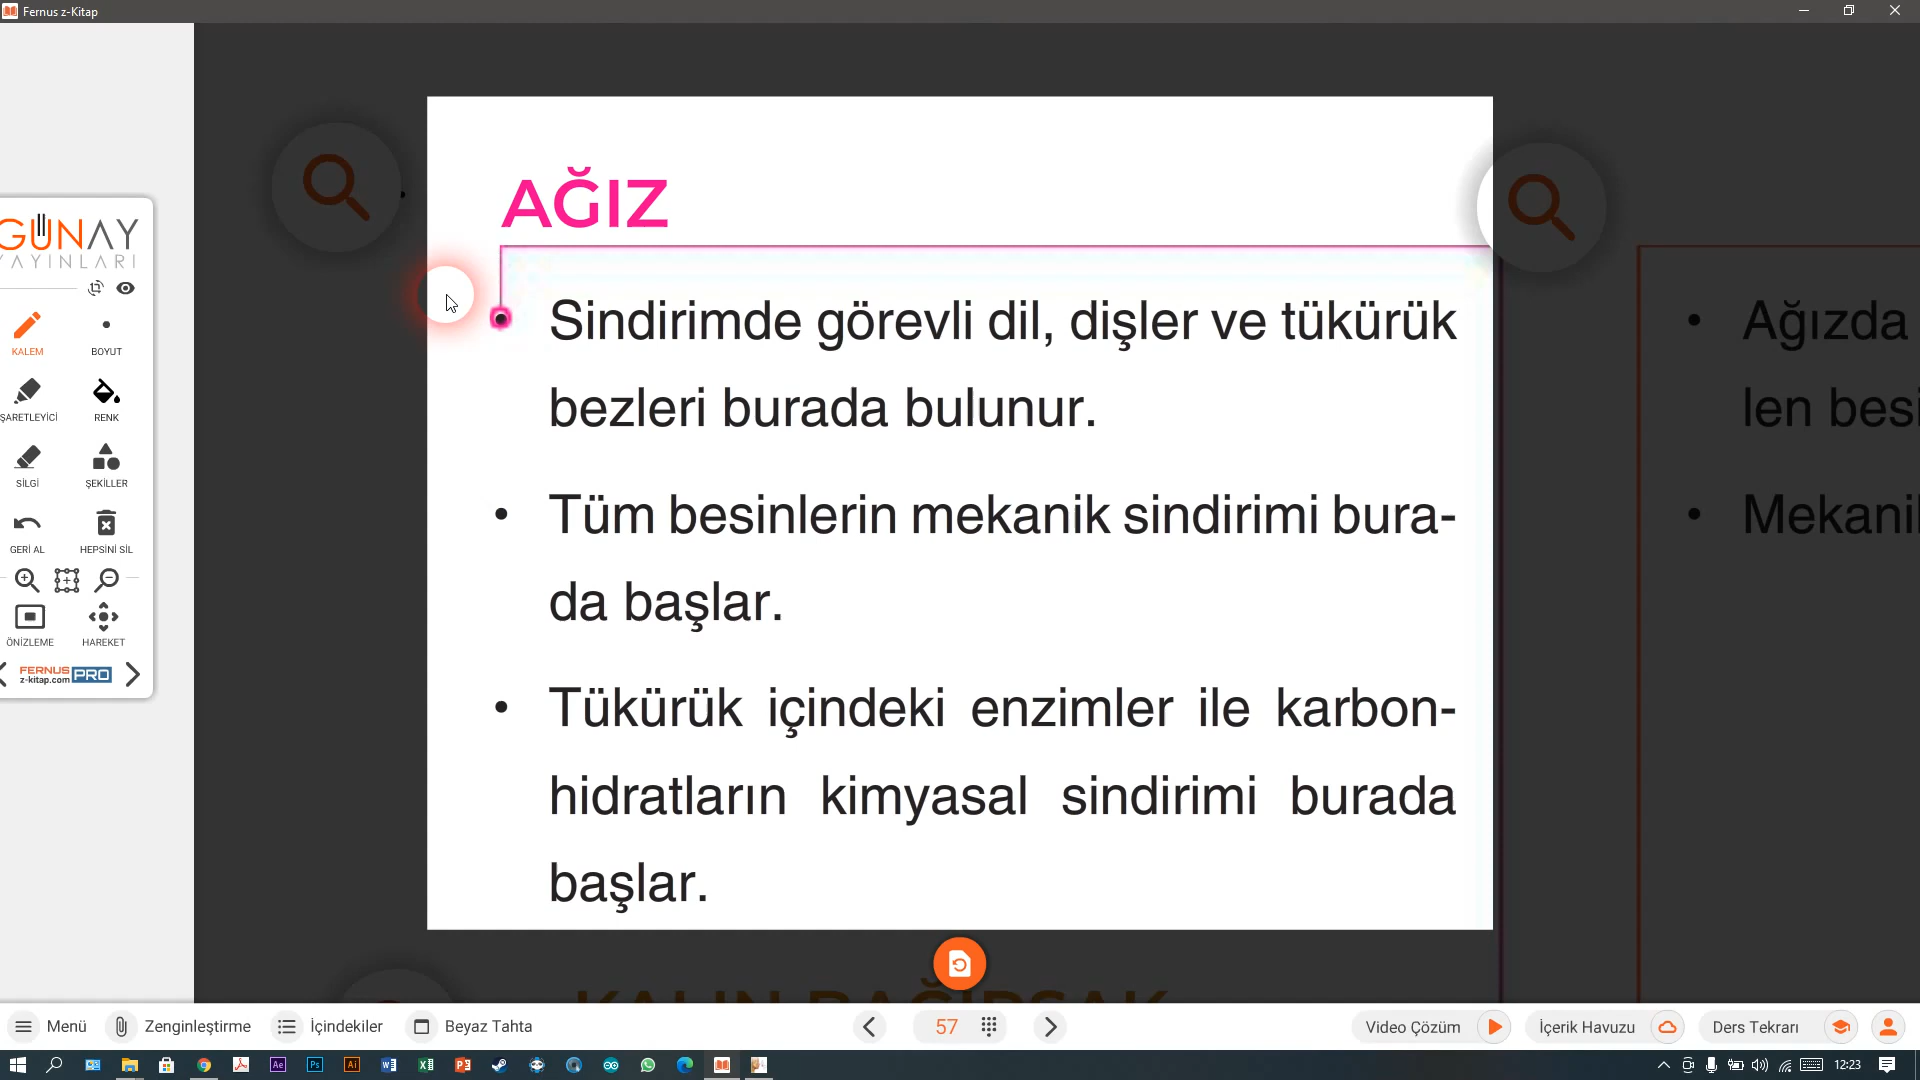 Fernus z-Kitap
AĞIZ
• Sindirimde görevli dil, dişler ve tükürük
bezleri burada bulunur.
• Tüm besinlerin mekanik sindirimi bura-
da başlar.
• Tükürük içindeki enzimler ile karbon-
hidratların kimyasal sindirimi burada
başlar.
• Ağızda
len besi
• Mekanik
KALIN BAĞIRSAK
GÜNAY
YAYINLARI
KALEM
BOYUT
ŞARETLEYİCİ
RENK
SİLGİ
ŞEKİLLER
GERİ AL
HEPSİNİ SİL
ÖNİZLEME
HAREKET
FERNUS
z-kitap.com
PRO
Menü
Zenginleştirme
İçindekiler
Beyaz Tahta
57
Video Çözüm
İçerik Havuzu
Ders Tekrarı
12:23